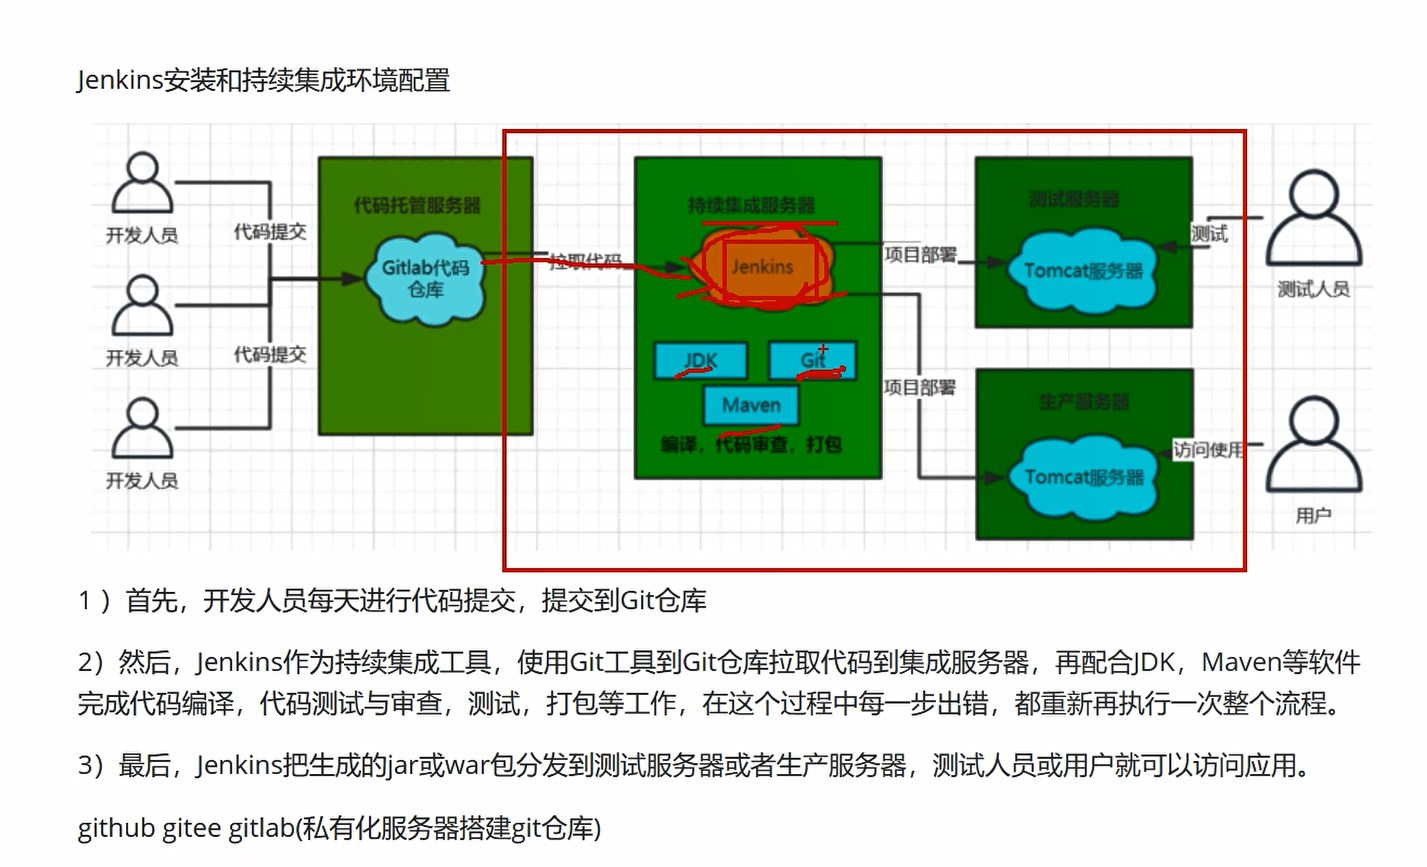 Jenkins安装和持续集成环境配置
开发人员
开发人员
开发人员
代码提交
代码提交
代码托管服务器
Gitlab代码
仓库
拉取代码
持续集成服务器
Jenkins
JDK
Git
Maven
编译，代码审查，打包
项目部署
项目部署
测试服务器
Tomcat服务器
生产服务器
Tomcat服务器
测试
测试人员
访问使用
用户
1 ）首先，开发人员每天进行代码提交，提交到Git仓库
2）然后，Jenkins作为持续集成工具，使用Git工具到Git仓库拉取代码到集成服务器，再配合JDK，Maven等软件
完成代码编译，代码测试与审查，测试，打包等工作，在这个过程中每一步出错，都重新再执行一次整个流程。
3）最后，Jenkins把生成的jar或war包分发到测试服务器或者生产服务器，测试人员或用户就可以访问应用。
github gitee gitlab(私有化服务器搭建git仓库)